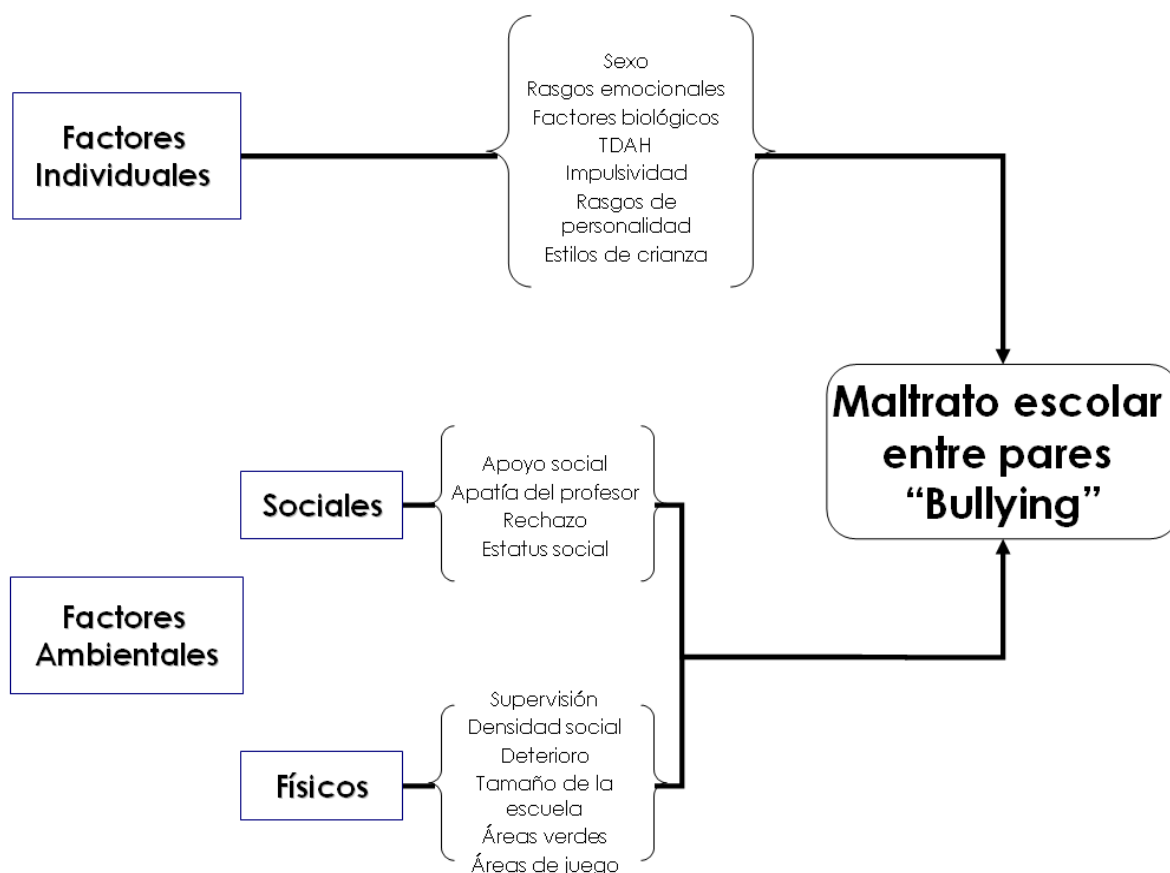 Factores
Individuales
Sexo
Rasgos emocionales
Factores biológicos
TDAH
Impulsividad
Rasgos de
personalidad
Estilos de crianza
Maltrato escolar
entre pares
“Bullying”
Factores
Ambientales
Sociales
Apoyo social
Apatía del profesor
Rechazo
Estatus social
Físicos
Supervisión
Densidad social
Deterioro
Tamaño de la
escuela
Áreas verdes
Áreas de juego